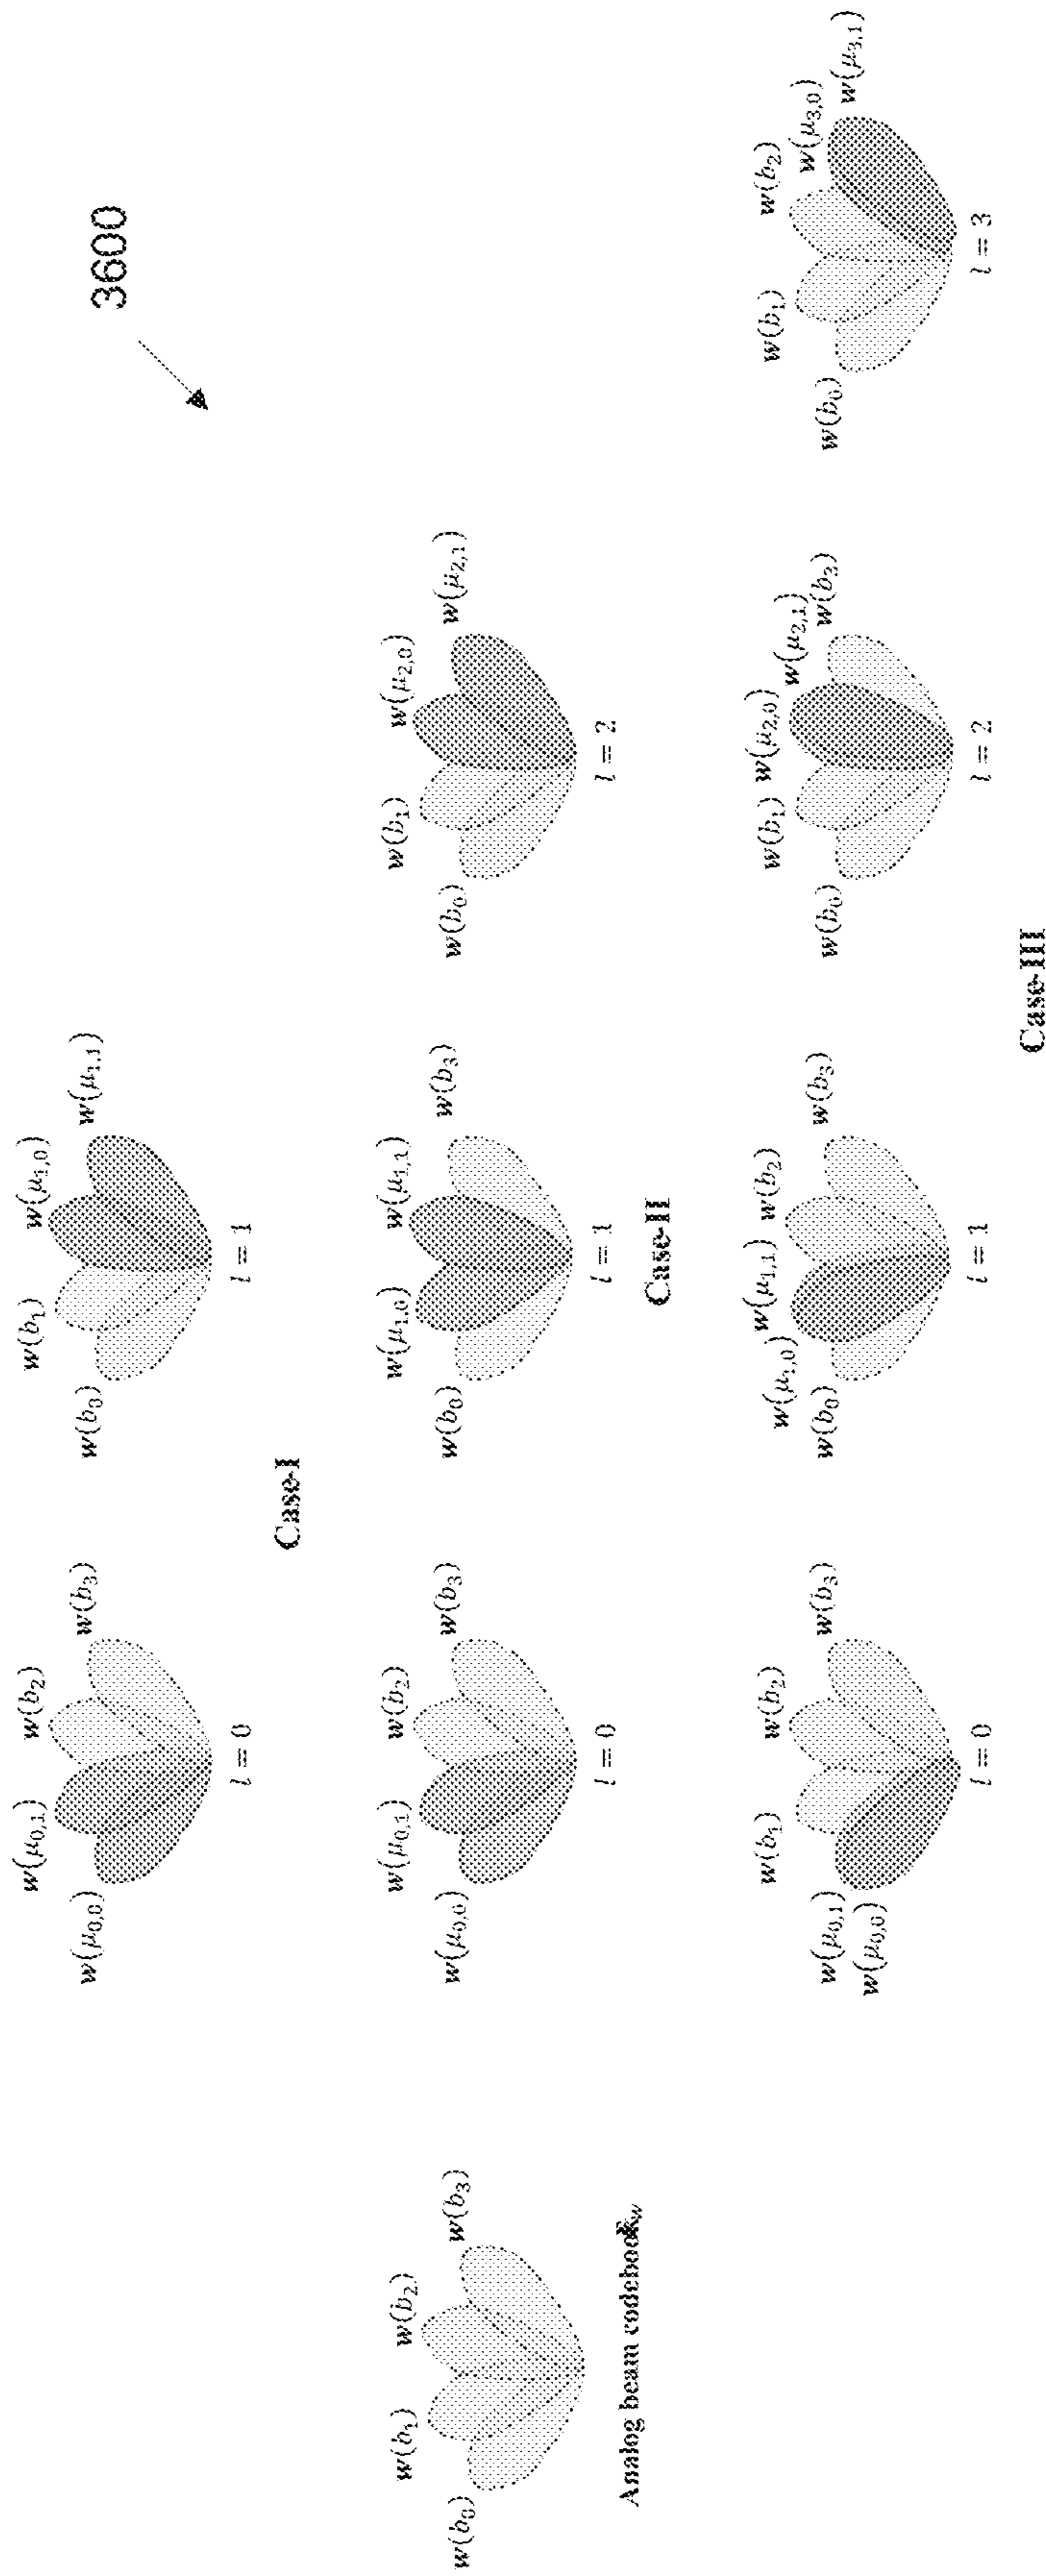 3600
w(b₀)
w(b₁)
w(b₂)
w(b₃)
Analog beam codebook
w(μ₀,₀)
w(μ₀,₁)
w(b₂)
w(b₃)
l = 0
w(b₀)
w(b₁)
w(μ₁,₀)
w(μ₁,₁)
l = 1
Case-I
w(μ₀,₀)
w(μ₀,₁)
w(b₂)
w(b₃)
l = 0
w(b₀)
w(μ₁,₀)
w(μ₁,₁)
w(b₃)
l = 1
w(b₀)
w(b₁)
w(μ₂,₀)
w(μ₂,₁)
l = 2
Case-II
w(μ₀,₁)
w(μ₀,₀)
w(b₁)
w(b₂)
w(b₃)
l = 0
w(b₀)
w(μ₁,₀)
w(μ₁,₁)
w(b₂)
w(b₃)
l = 1
w(b₀)
w(b₁)
w(μ₂,₀)
w(μ₂,₁)
w(b₃)
l = 2
w(b₀)
w(b₁)
w(b₂)
w(μ₃,₀)
w(μ₃,₁)
l = 3
Case-III